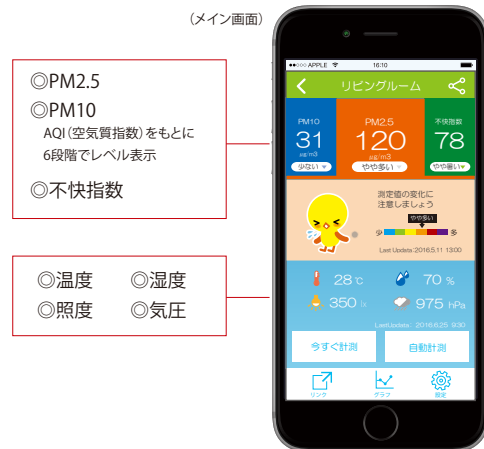 （メイン画面）
◎PM2.5
◎PM10
AQI（空気質指数）をもとに
6段階でレベル表示
◎不快指数
◎温度 ◎湿度
◎照度 ◎気圧
APPLE 16:10
リビングルーム
PM10 PM2.5 不快指数
31 120 78
μg/m3 μg/m3
少ない▼ やや多い▼ やや暑い▼
測定値の変化に
注意しましょう
やや多い
少 多
Last Updata：2016.5.11 13:00
28℃ 70 %
350 lx 975 hPa
LastUodata 2016.6.25 9:30
今すぐ計測 自動計測
リンク グラフ 設定